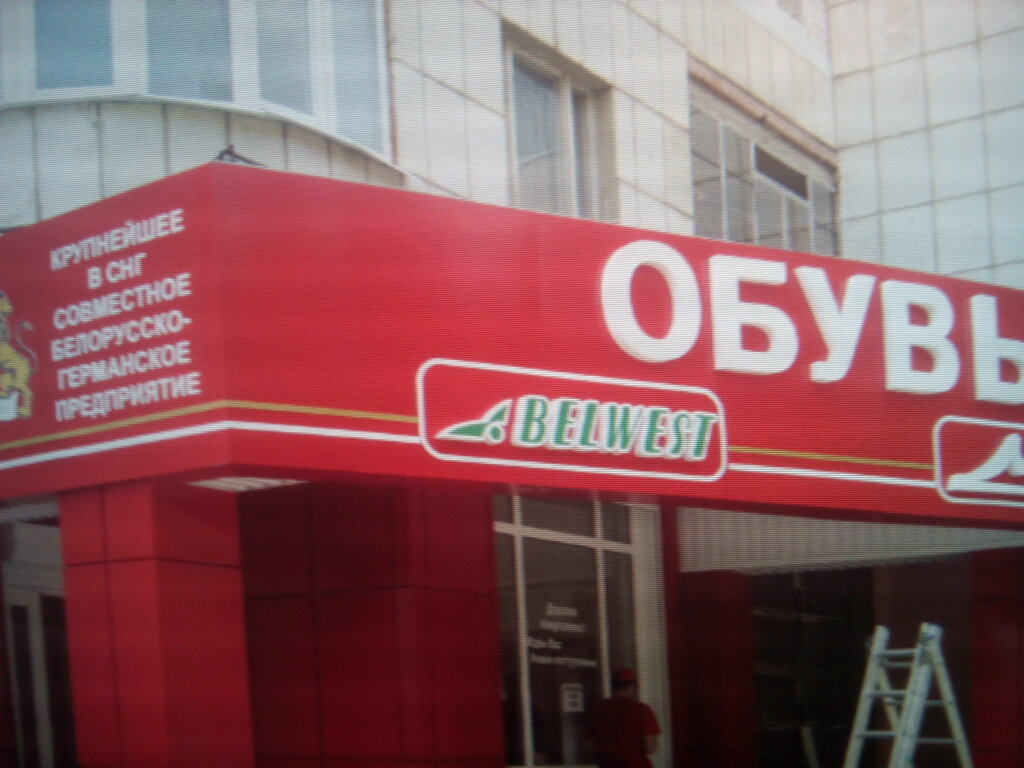 КРУПНЕЙШЕЕ
В СНГ
СОВМЕСТНОЕ
БЕЛОРУССКО-
ГЕРМАНСКОЕ
ПРЕДПРИЯТИЕ
ОБУВЬ
BELWEST